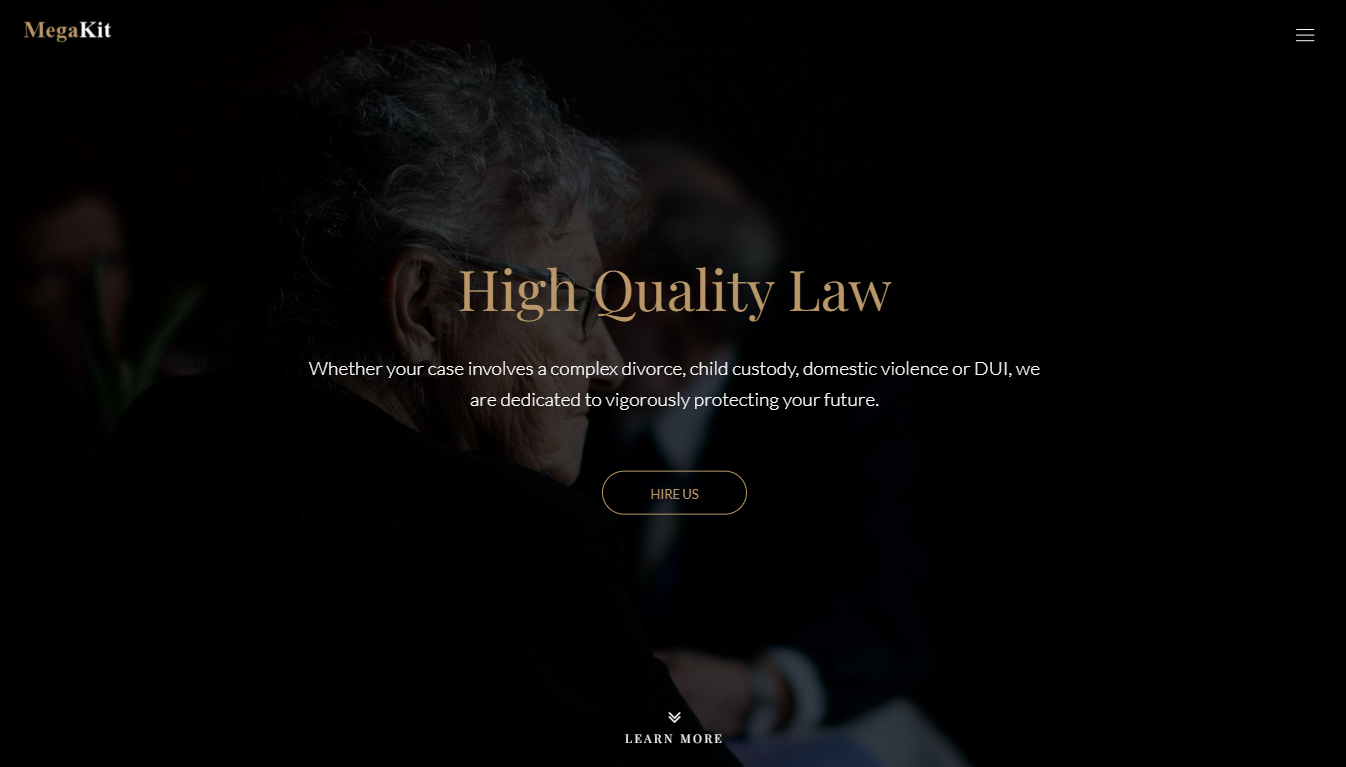 MegaKit
High Quality Law
Whether your case involves a complex divorce, child custody, domestic violence or DUI, we
are dedicated to vigorously protecting your future.
HIRE US
LEARN MORE